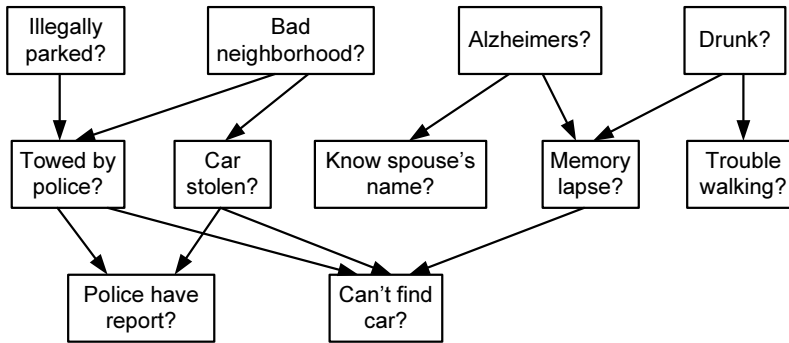 Illegally
parked?
Bad
neighborhood?
Alzheimers?
Drunk?
Towed by
police?
Car
stolen?
Know spouse's
name?
Memory
lapse?
Trouble
walking?
Police have
report?
Can't find
car?